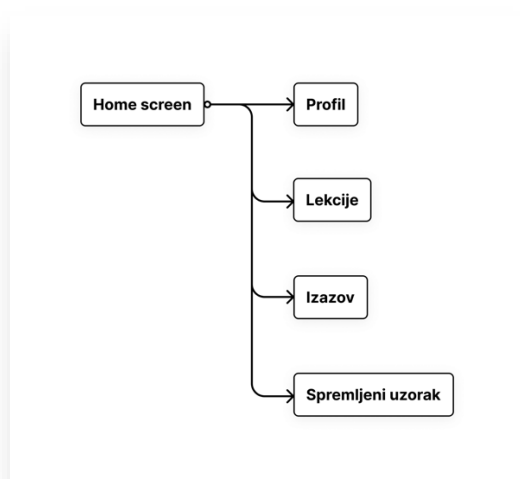 Home screen
Profil
Lekcije
Izazov
Spremljeni uzorak